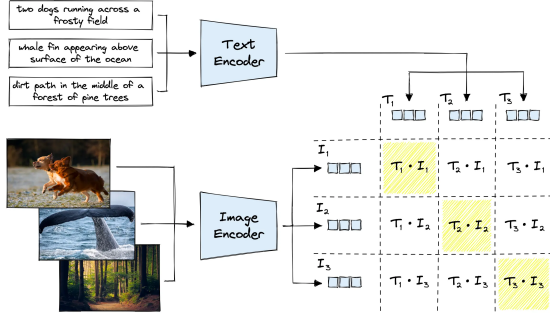 two dogs running across a
frosty field
whale fin appearing above
surface of the ocean
dirt path in the middle of a
forest of pine trees
Text
Encoder
Image
Encoder
T1 T2 T3
I1 T1 · I1 T2 · I1 T3 · I1
I2 T1 · I2 T2 · I2 T3 · I2
I3 T1 · I3 T2 · I3 T3 · I3